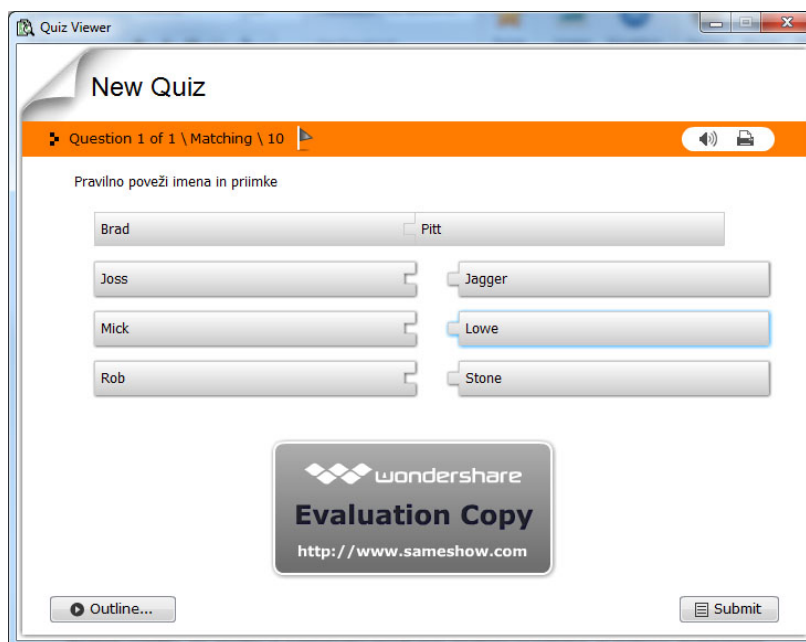 Quiz Viewer
New Quiz
Question 1 of 1 \ Matching \ 10
Pravilno poveži imena in priimke
Brad Pitt
Joss Jagger
Mick Lowe
Rob Stone
wondershare
Evaluation Copy
http://www.sameshow.com
Outline... Submit